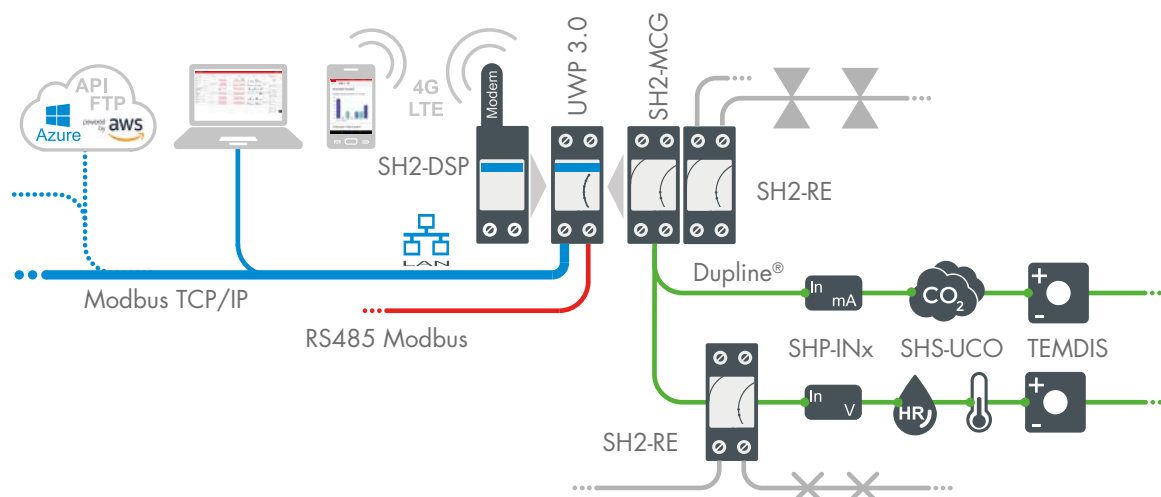 API
FTP
Azure
powered by aws
4G
LTE
Modem
SH2-DSP
UWP 3.0
SH2-MCG
SH2-RE
LAN
Modbus TCP/IP
RS485 Modbus
Dupline®
In
mA
CO2
+
-
SHP-INx
SHS-UCO
TEMDIS
In
V
HR
+
-
SH2-RE